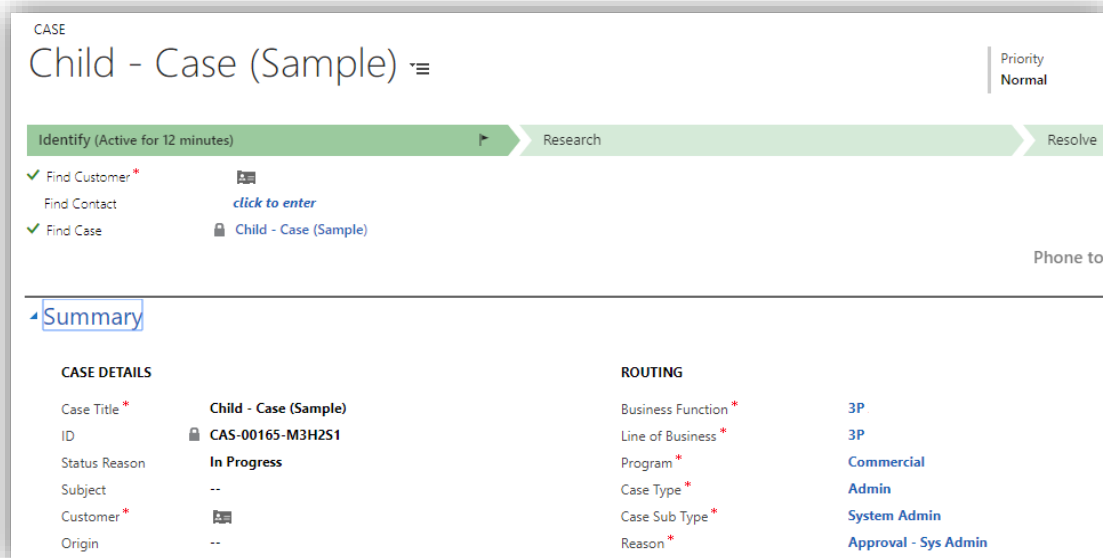 CASE
Child - Case (Sample)
Priority
Normal
Identify (Active for 12 minutes)
Research
Resolve
Find Customer*
Find Contact click to enter
Find Case Child - Case (Sample)
Phone to
Summary
CASE DETAILS
Case Title* Child - Case (Sample)
ID CAS-00165-M3H2S1
Status Reason In Progress
Subject --
Customer*
Origin --
ROUTING
Business Function* 3P
Line of Business* 3P
Program* Commercial
Case Type* Admin
Case Sub Type* System Admin
Reason* Approval - Sys Admin